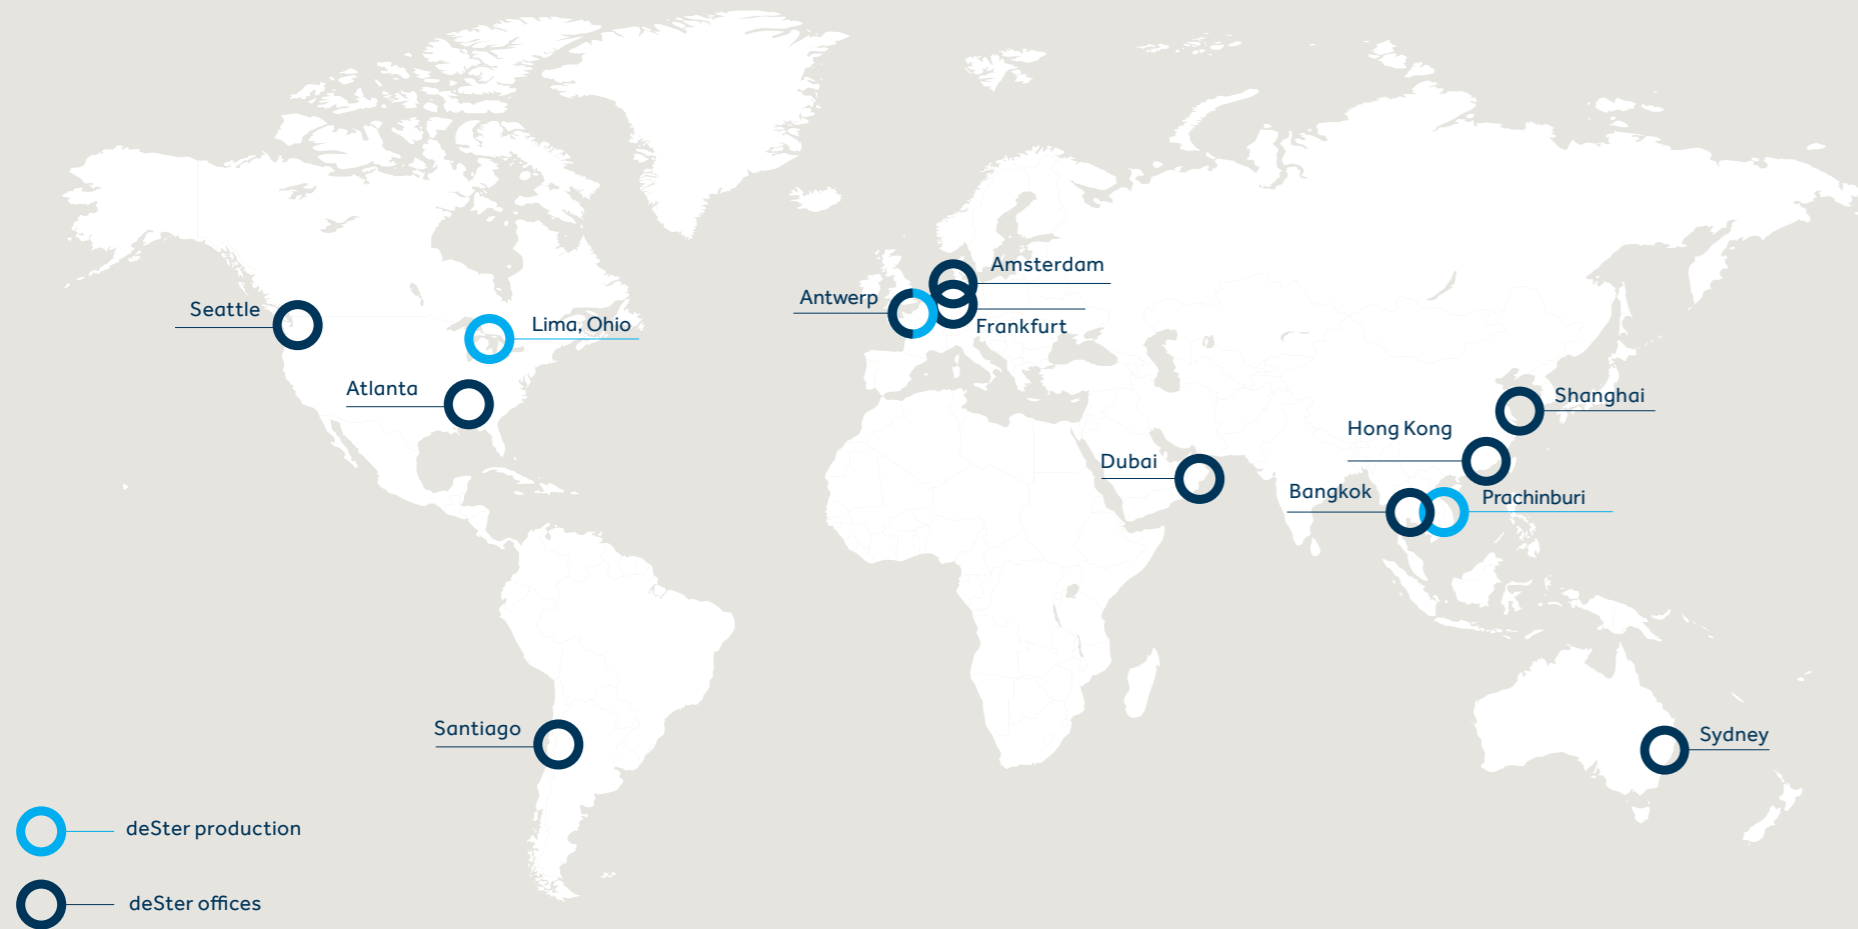 Amsterdam
Antwerp
Seattle
Lima, Ohio
Frankfurt
Atlanta
Shanghai
Hong Kong
Dubai
Bangkok
Prachinburi
Santiago
Sydney
deSter production
deSter offices